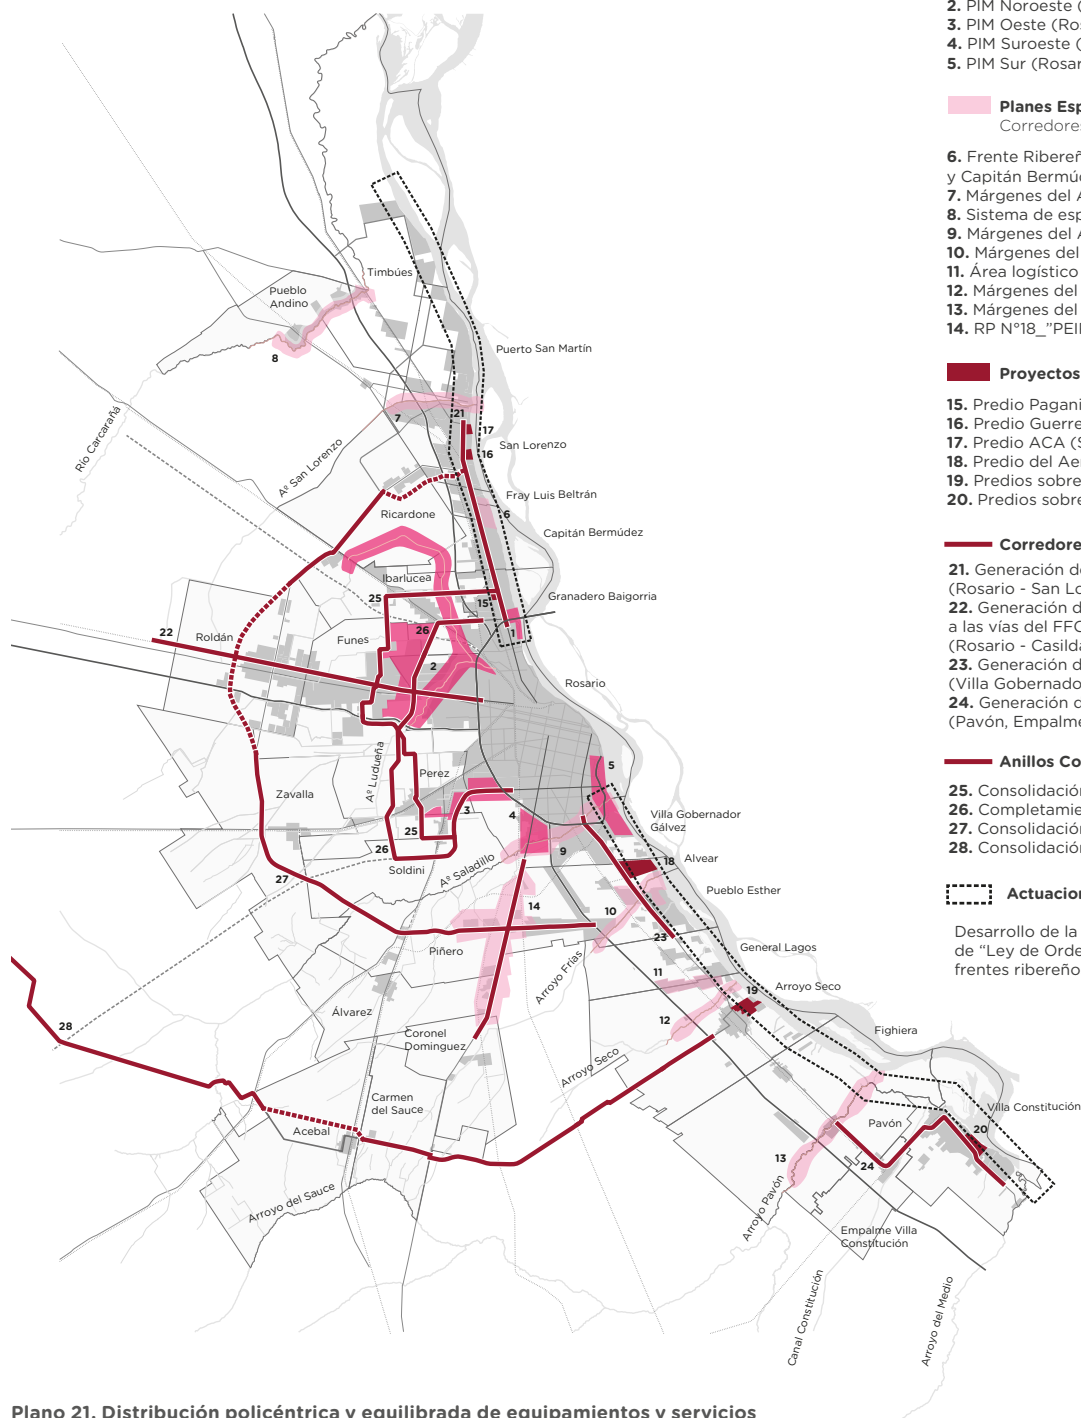 2. PIM Noroeste (
3. PIM Oeste (Ros
4. PIM Suroeste (
5. PIM Sur (Rosar
Planes Esp
Corredores
6. Frente Ribereñ
y Capitán Bermúd
7. Márgenes del A
8. Sistema de esp
9. Márgenes del A
10. Márgenes del
11. Área logístico
12. Márgenes del
13. Márgenes del
14. RP N°18_"PEII
Proyectos
15. Predio Pagani
16. Predio Guerre
17. Predio ACA (S
18. Predio del Ae
19. Predios sobre
20. Predios sobre
Corredore
21. Generación de
(Rosario - San Lo
22. Generación d
a las vías del FFC
(Rosario - Casilda
23. Generación d
(Villa Gobernado
24. Generación d
(Pavón, Empalme
Anillos Co
25. Consolidación
26. Completamie
27. Consolidación
28. Consolidación
Actuacion
Desarrollo de la
de "Ley de Orde
frentes ribereño
Timbúes
Pueblo
Andino
8
Puerto San Martín
Río Carcarañá
7
21
17
San Lorenzo
16
Aº San Lorenzo
Fray Luis Beltrán
6
Ricardone
Capitán Bermúdez
Ibarlucea
25
15
Granadero Baigorria
22
Roldán
Funes
26
1
2
Rosario
Aº Ludueña
Perez
5
Zavalla
3
4
Villa Gobernador
Gálvez
25
26
9
18
Alvear
Soldini
Aº Saladillo
27
Pueblo Esther
14
10
Piñero
23
General Lagos
Arroyo Frías
11
Arroyo Seco
19
Álvarez
12
28
Coronel
Dominguez
Fighiera
Arroyo Seco
Carmen
del Sauce
Villa Constitución
Acebal
Pavón
20
13
24
Arroyo del Sauce
Arroyo Pavón
Empalme Villa
Constitución
Canal Constitución
Arroyo del Medio
Plano 21. Distribución policéntrica y equilibrada de equipamientos y servicios